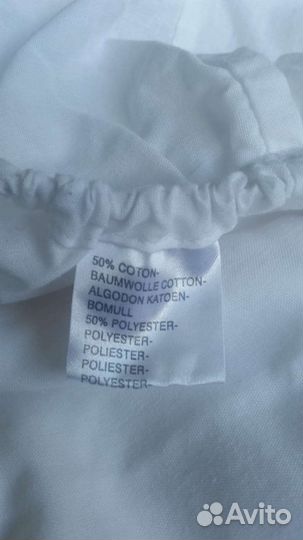 50% COTON-
BAUMWOLLE COTTON-
ALGODON KATOEN-
BOMULL
50% POLYESTER-
POLYESTER-
POLIESTER-
POLIESTER-
POLYESTER-
Avito